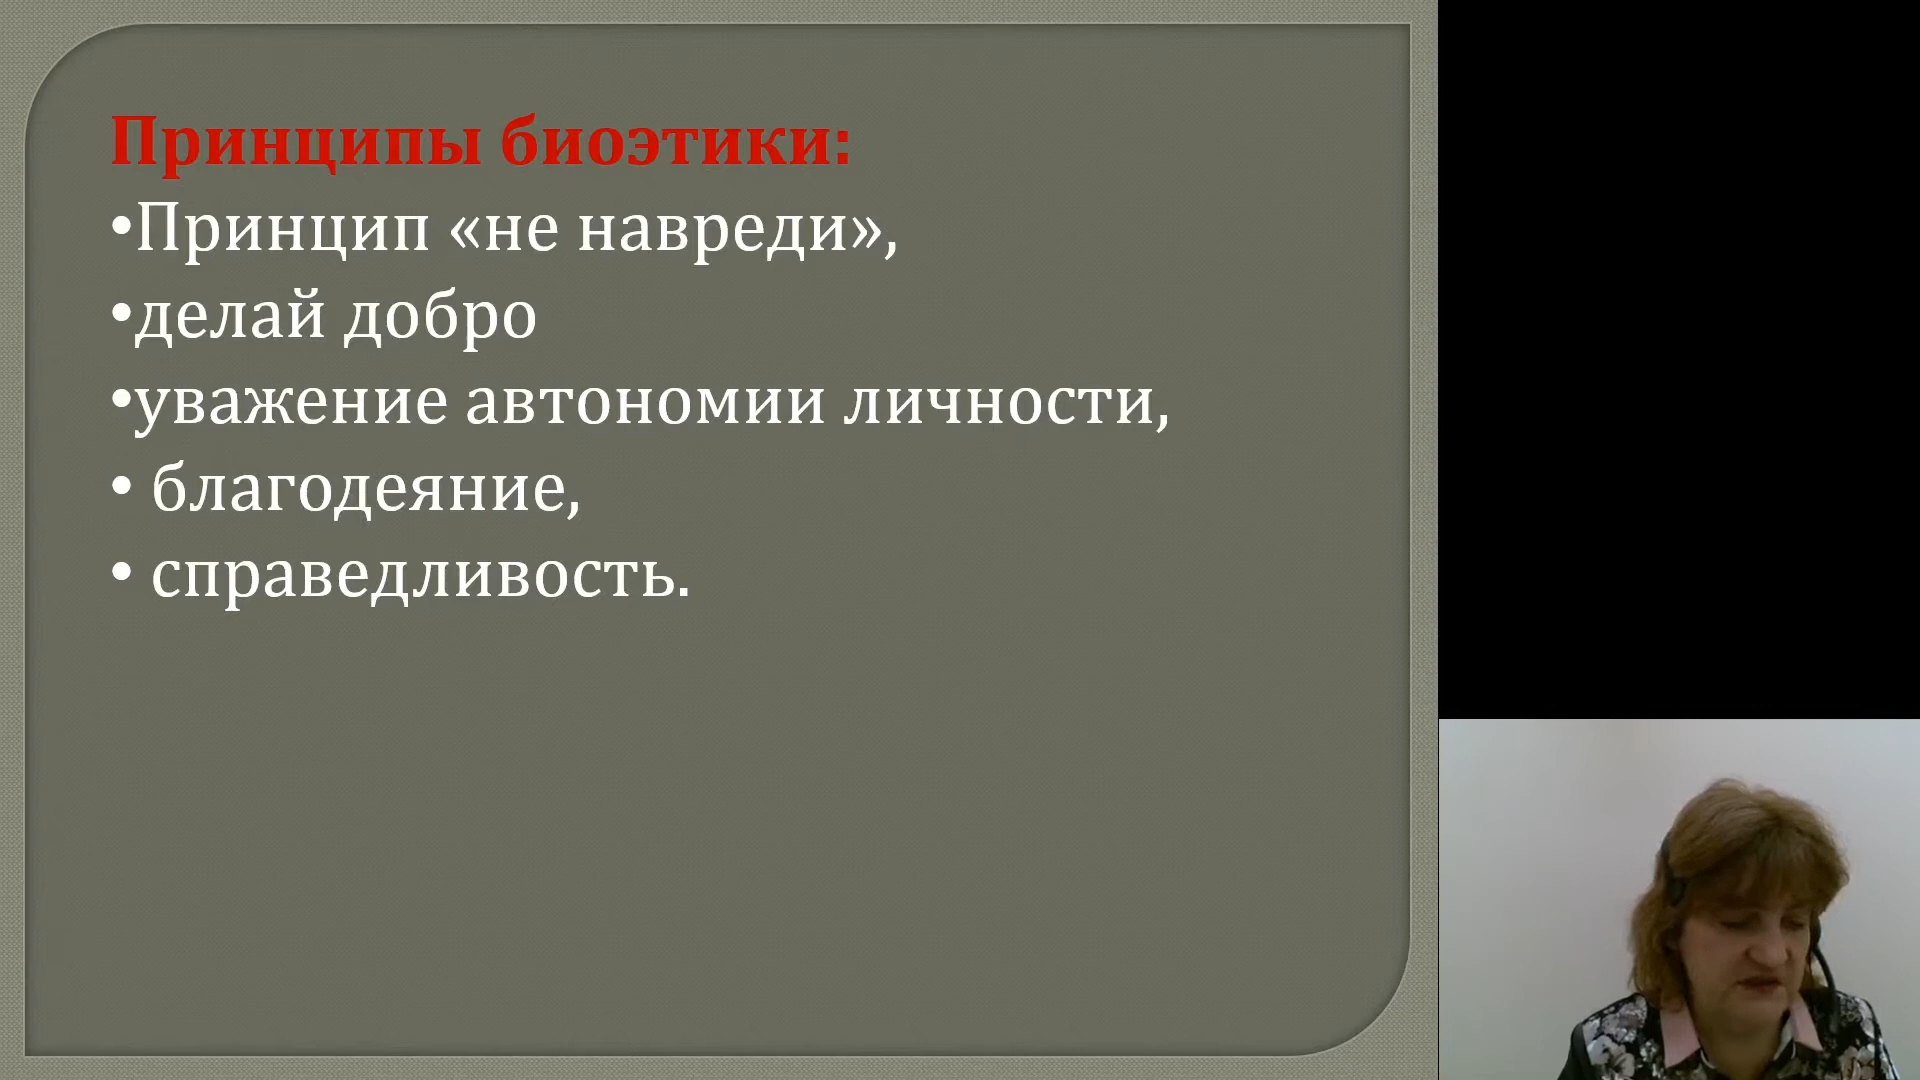 Принципы биоэтики:
•Принцип «не навреди»,
•делай добро
•уважение автономии личности,
• благодеяние,
• справедливость.